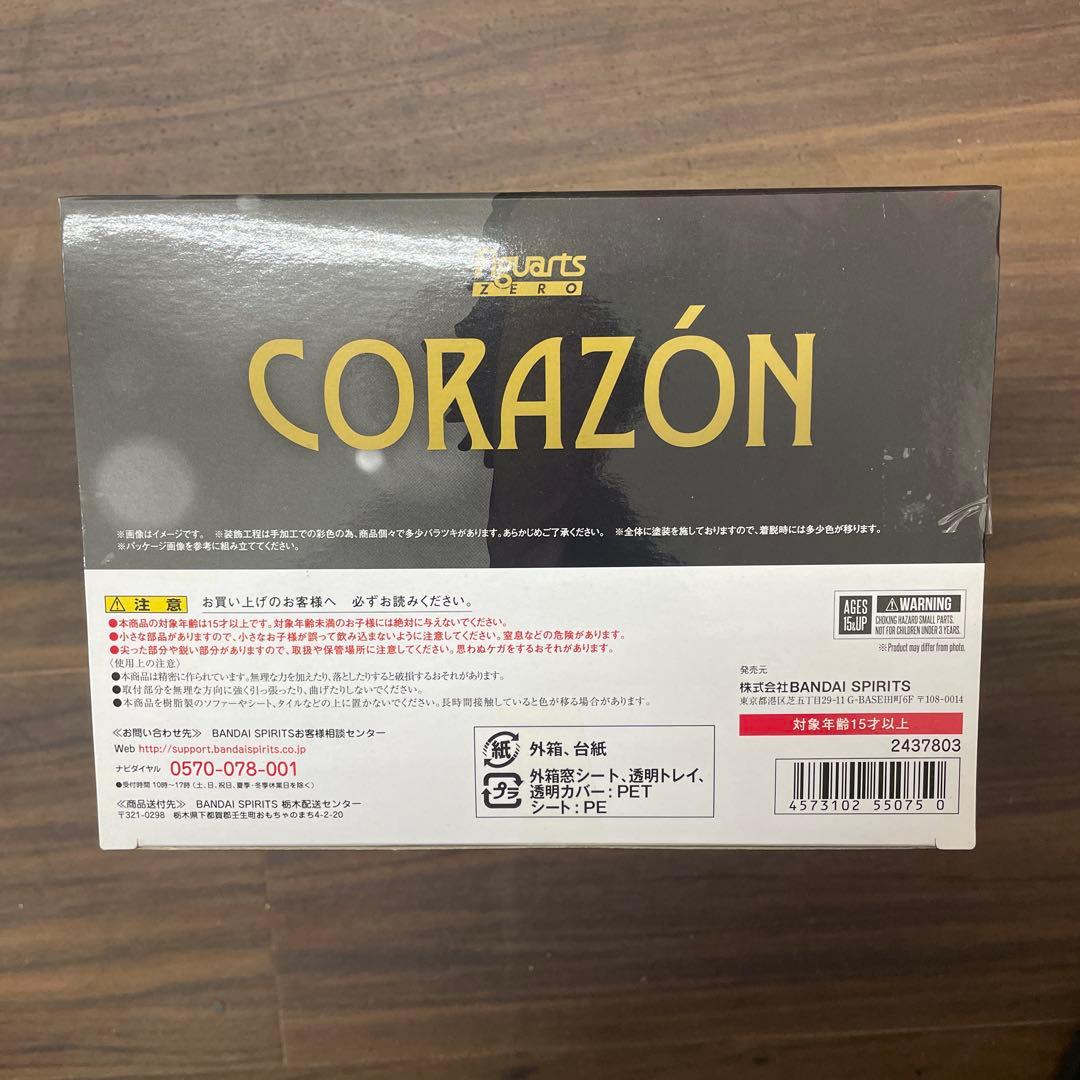 Figuarts
ZERO
CORAZÓN
※画像はイメージです。 ※装飾工程は手加工での彩色の為、商品個々で多少バラツキがあります。あらかじめご了承ください。 ※全体に塗装を施しておりますので、着脱時には多少色が移ります。
※パッケージ画像を参考に組み立ててください。
注意 お買い上げのお客様へ 必ずお読みください。
●本商品の対象年齢は15才以上です。対象年齢未満のお子様には絶対に与えないでください。
●小さな部品がありますので、小さなお子様が誤って飲み込まないように注意してください。窒息などの危険があります。
●尖った部分や鋭い部分がありますので、取扱や保管場所に注意してください。思わぬケガをするおそれがあります。
〈使用上の注意〉
●本商品は精密に作られています。無理な力を加えたり、落としたりすると破損するおそれがあります。
●取付部分を無理な方向に強く引っ張ったり、曲げたりしないでください。
●本商品を樹脂製のソファーやシート、タイルなどの上に置かないでください。長時間接触していると色が移る場合があります。
≪お問い合わせ先≫ BANDAI SPIRITSお客様相談センター
Web http://support.bandaispirits.co.jp
ナビダイヤル 0570-078-001
●受付時間 10時〜17時(土、日、祝日、夏季・冬季休業日を除く)
≪商品送付先≫ BANDAI SPIRITS 栃木配送センター
〒321-0298 栃木県下都賀郡壬生町おもちゃのまち4-2-20
紙 外箱、台紙
プラ 外箱窓シート、透明トレイ、
透明カバー:PET
シート:PE
AGES
15&UP
WARNING
CHOKING HAZARD SMALL PARTS.
NOT FOR CHILDREN UNDER 3 YEARS.
※Product may differ from photo.
発売元
株式会社BANDAI SPIRITS
東京都港区芝五丁目29-11 G-BASE田町6F 〒108-0014
対象年齢15才以上
2437803
4573102 55075 0